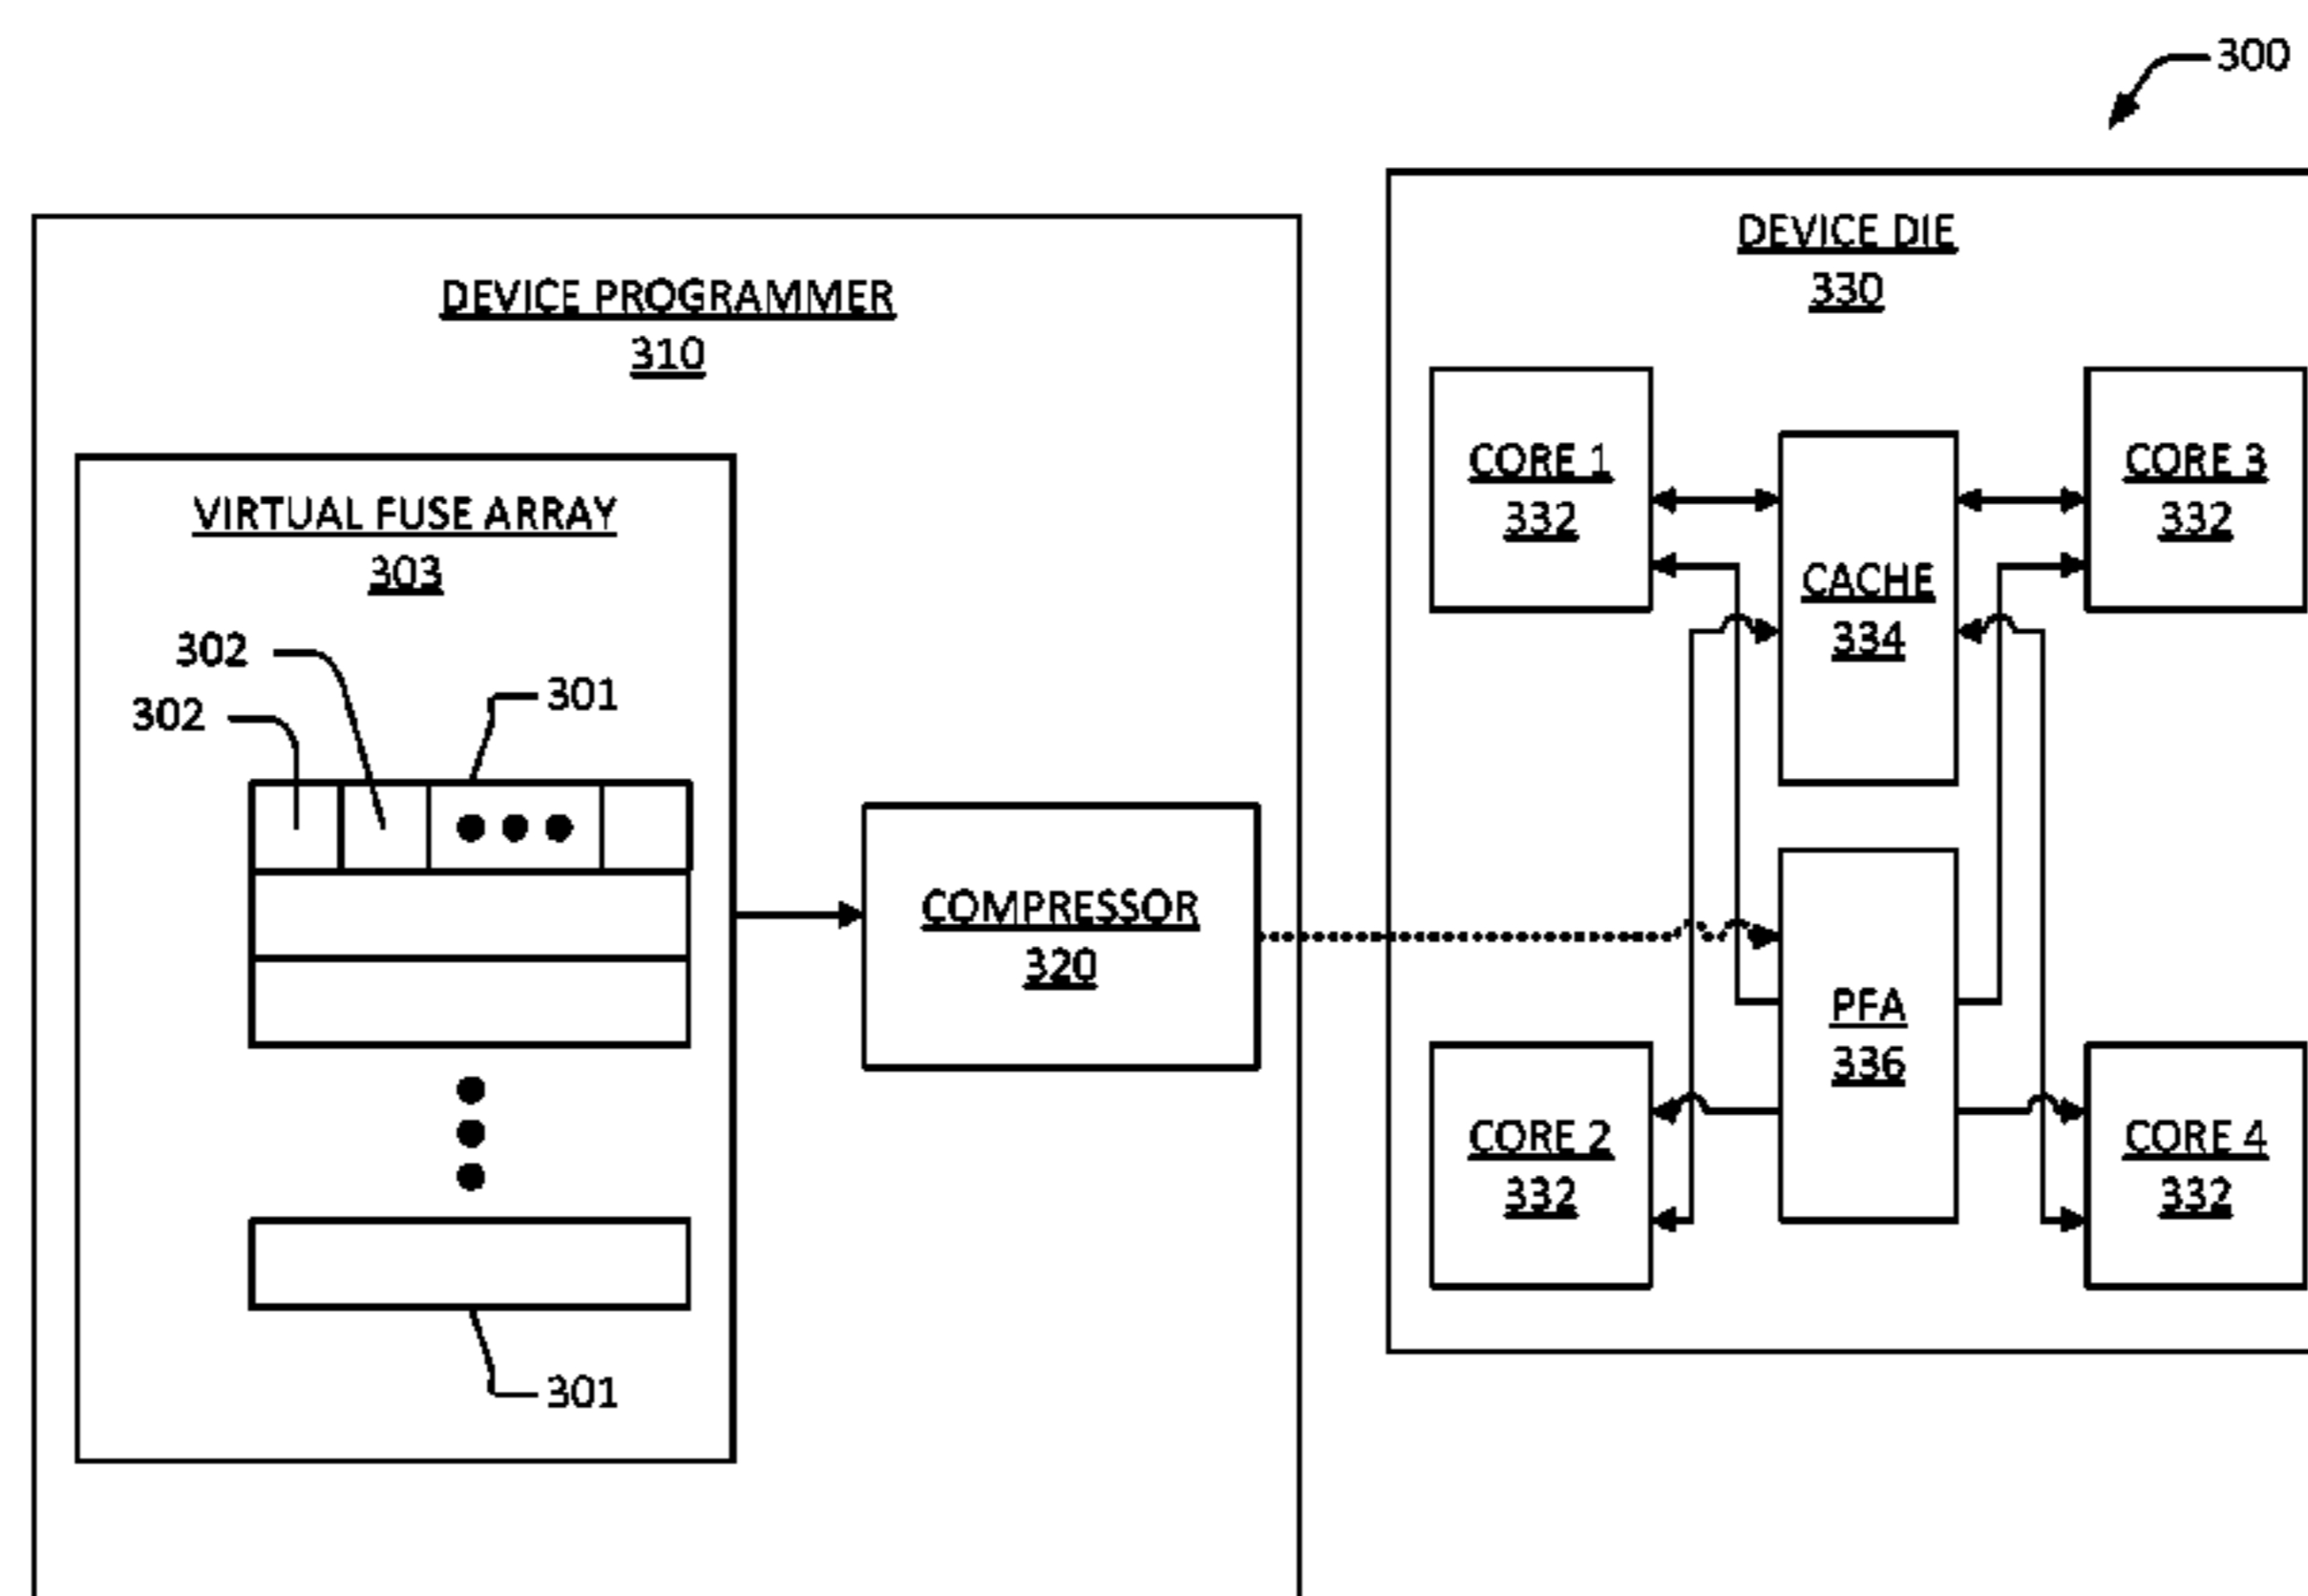 300
DEVICE PROGRAMMER
310
VIRTUAL FUSE ARRAY
303
302
302
301
301
COMPRESSOR
320
DEVICE DIE
330
CORE 1
332
CACHE
334
CORE 3
332
PFA
336
CORE 2
332
CORE 4
332